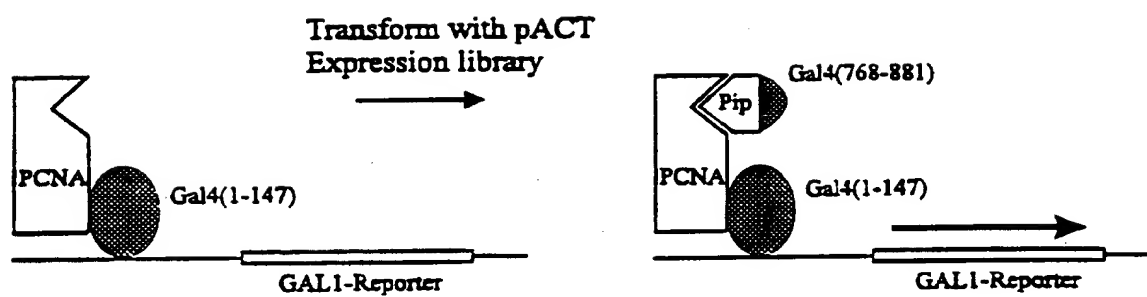 Transform with pACT
Expression library
PCNA
Gal4(1-147)
GAL1-Reporter
Gal4(768-881)
Pip
PCNA
Gal4(1-147)
GAL1-Reporter